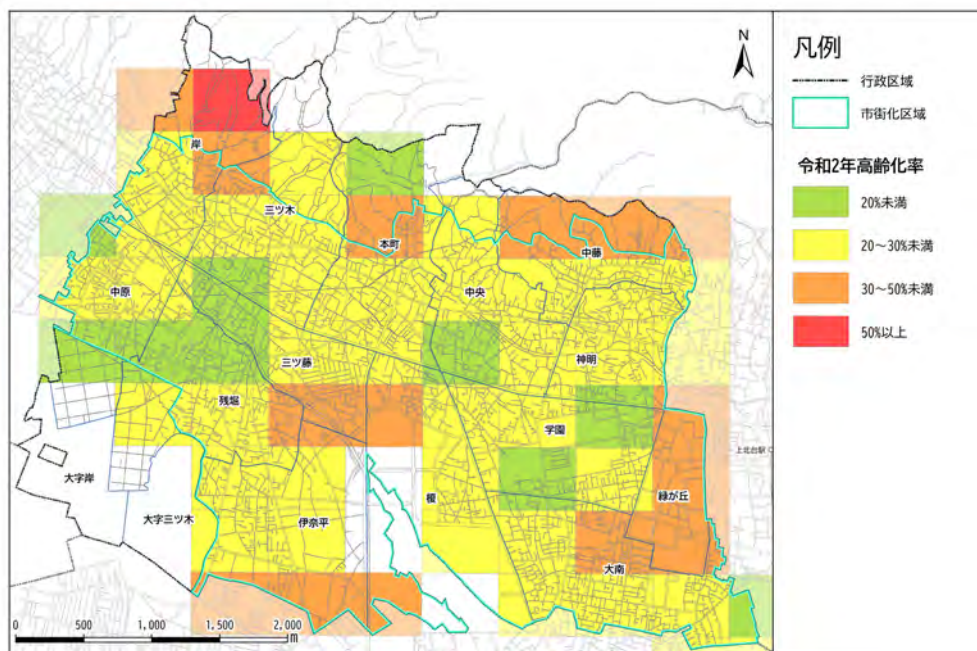 N
凡例
行政区域
市街化区域
令和2年高齢化率
20%未満
20～30%未満
30～50%未満
50%以上
岸
三ツ木
本町
中藤
中原
中央
三ツ藤
神明
残堀
学園
上北台駅
大字岸
榎
緑が丘
大字三ツ木
伊奈平
大南
0 500 1,000 1,500 2,000
m